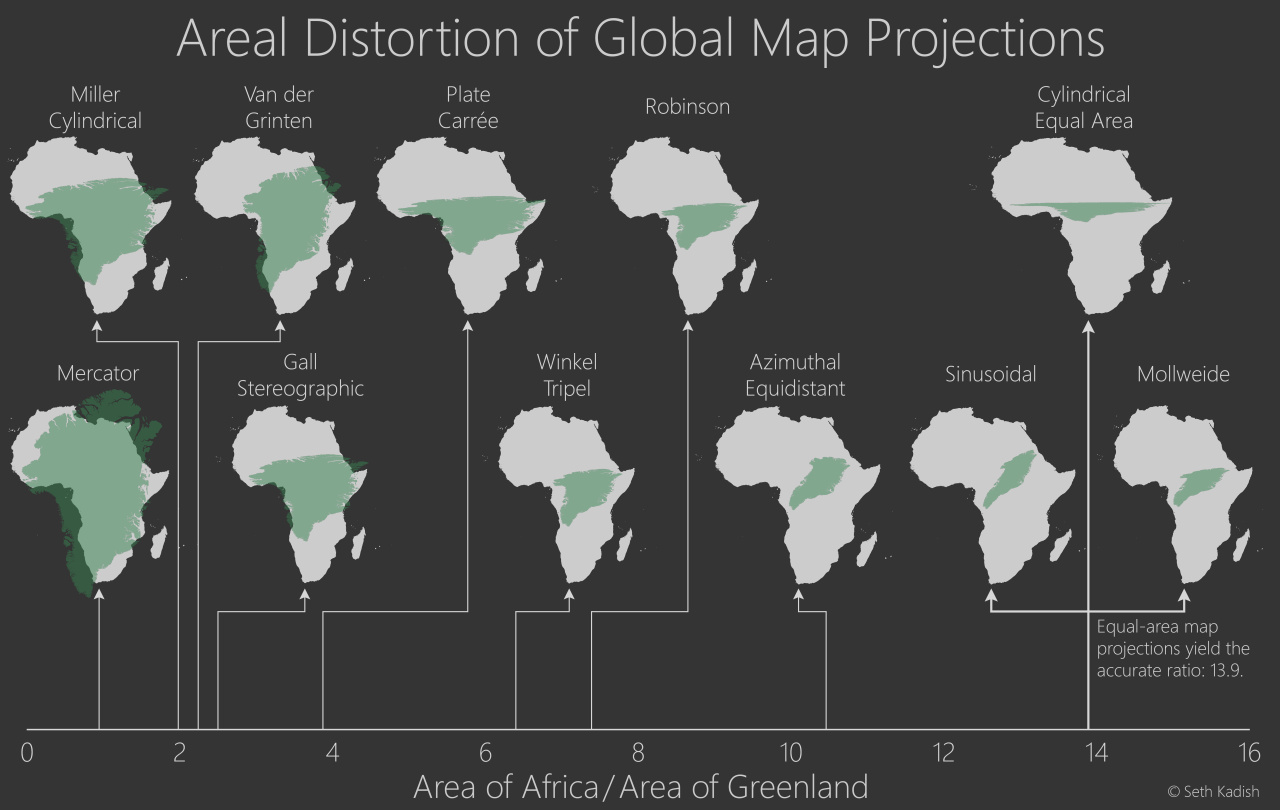 Areal Distortion of Global Map Projections
Miller
Cylindrical
Van der
Grinten
Plate
Carrée
Robinson
Cylindrical
Equal Area
Mercator
Gall
Stereographic
Winkel
Tripel
Azimuthal
Equidistant
Sinusoidal
Mollweide
Equal-area map
projections yield the
accurate ratio: 13.9.
0 2 4 6 8 10 12 14 16
Area of Africa/Area of Greenland
© Seth Kadish